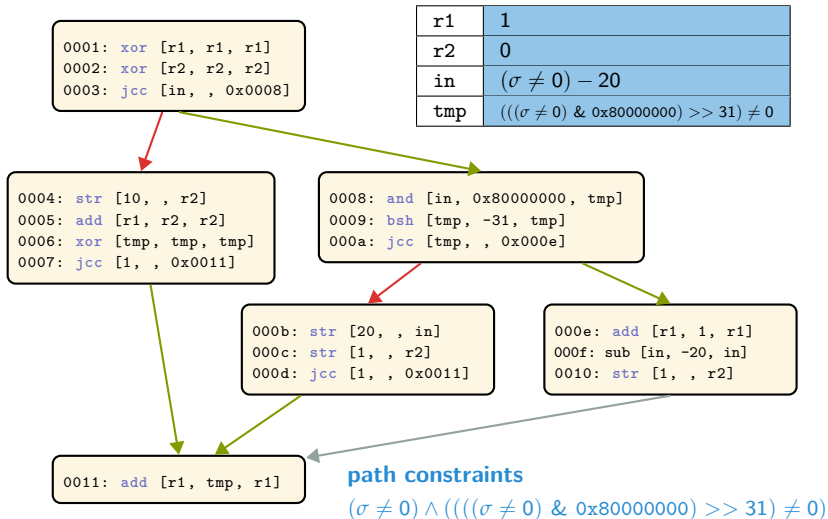 0001: xor [r1, r1, r1]
0002: xor [r2, r2, r2]
0003: jcc [in, , 0x0008]
r1 1
r2 0
in (σ ≠ 0) − 20
tmp (((σ ≠ 0) & 0x80000000) >> 31) ≠ 0
0004: str [10, , r2]
0005: add [r1, r2, r2]
0006: xor [tmp, tmp, tmp]
0007: jcc [1, , 0x0011]
0008: and [in, 0x80000000, tmp]
0009: bsh [tmp, -31, tmp]
000a: jcc [tmp, , 0x000e]
000b: str [20, , in]
000c: str [1, , r2]
000d: jcc [1, , 0x0011]
000e: add [r1, 1, r1]
000f: sub [in, -20, in]
0010: str [1, , r2]
0011: add [r1, tmp, r1]
path constraints
(σ ≠ 0) ∧ ((((σ ≠ 0) & 0x80000000) >> 31) ≠ 0)